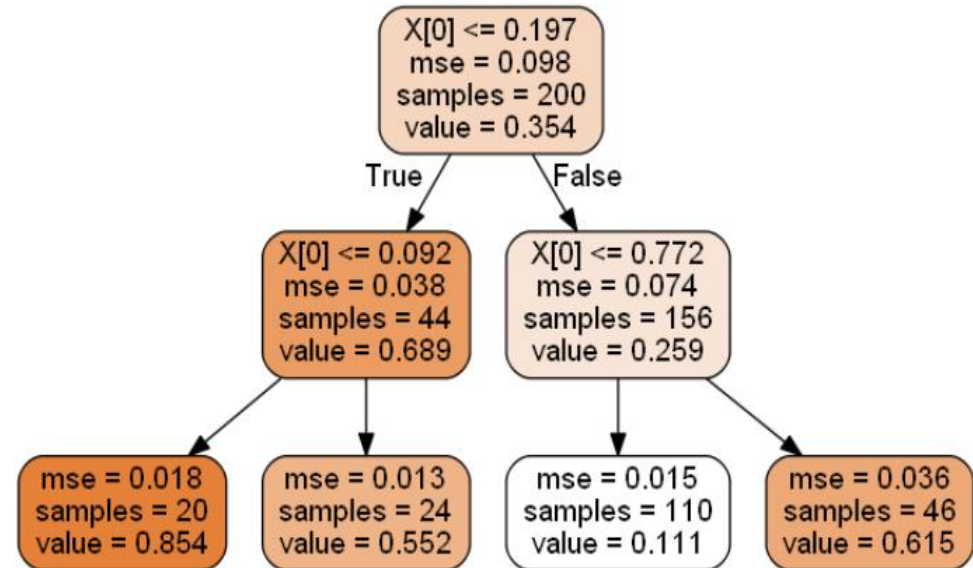 X[0] <= 0.197
mse = 0.098
samples = 200
value = 0.354
True
False
X[0] <= 0.092
mse = 0.038
samples = 44
value = 0.689
X[0] <= 0.772
mse = 0.074
samples = 156
value = 0.259
mse = 0.018
samples = 20
value = 0.854
mse = 0.013
samples = 24
value = 0.552
mse = 0.015
samples = 110
value = 0.111
mse = 0.036
samples = 46
value = 0.615